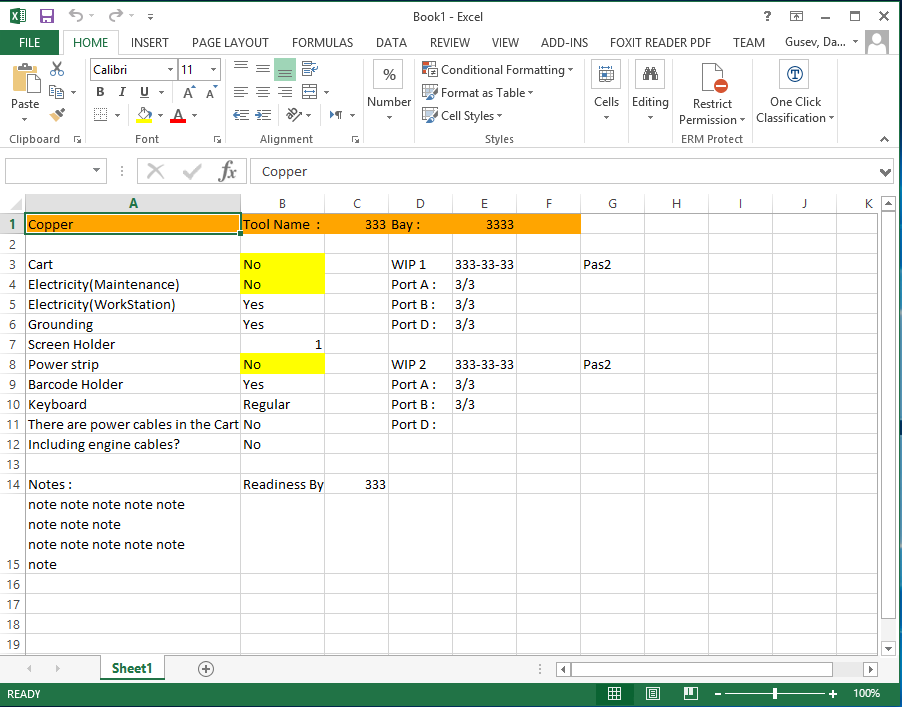 Book1 - Excel
?
FILE HOME INSERT PAGE LAYOUT FORMULAS DATA REVIEW VIEW ADD-INS FOXIT READER PDF TEAM Gusev, Da...
Paste
Calibri 11
B I U A A
A
Clipboard Font Alignment
%
Number
Conditional Formatting
Format as Table
Cell Styles
Styles
Cells
Editing
Restrict
Permission
ERM Protect
One Click
Classification
fx Copper
A B C D E F G H I J K
1 Copper Tool Name : 333 Bay : 3333
2
3 Cart No WIP 1 333-33-33 Pas2
4 Electricity(Maintenance) No Port A : 3/3
5 Electricity(WorkStation) Yes Port B : 3/3
6 Grounding Yes Port D : 3/3
7 Screen Holder 1
8 Power strip No WIP 2 333-33-33 Pas2
9 Barcode Holder Yes Port A : 3/3
10 Keyboard Regular Port B : 3/3
11 There are power cables in the Cart No Port D :
12 Including engine cables? No
13
14 Notes : Readiness By 333
note note note note note
note note note
note note note note note
15 note
16
17
18
19
Sheet1
READY 100%